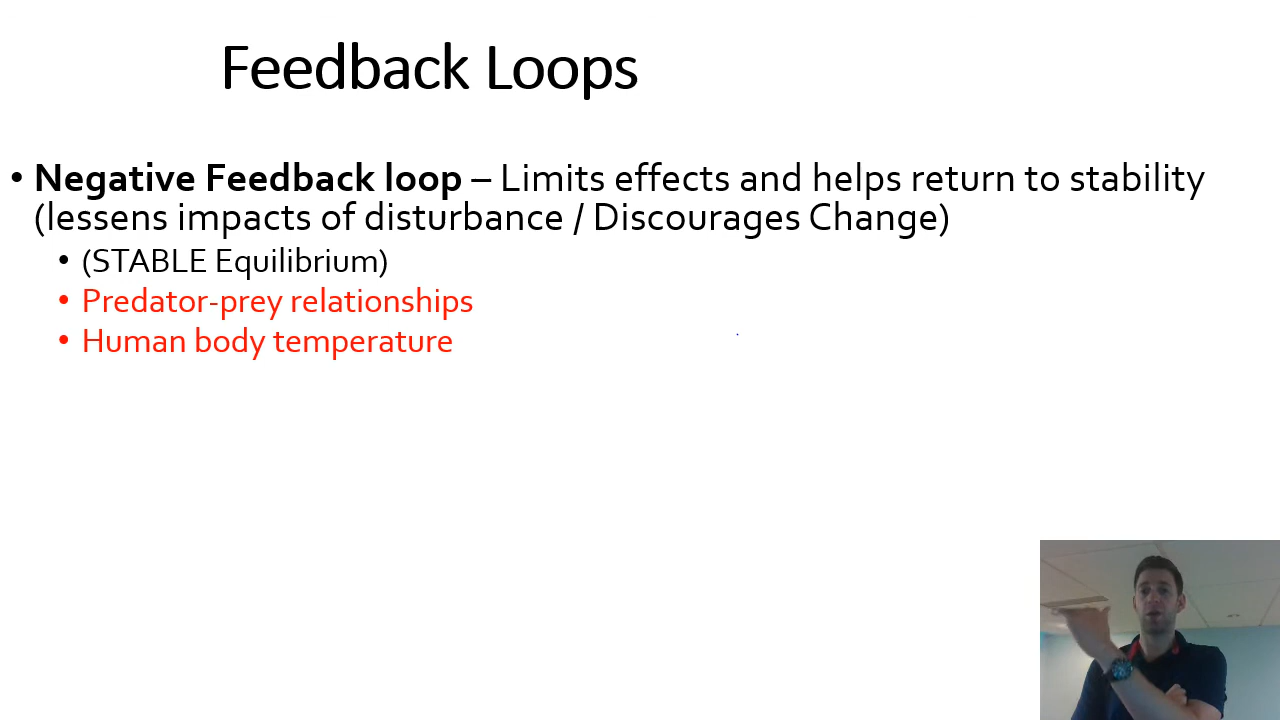 Feedback Loops
• Negative Feedback loop – Limits effects and helps return to stability
(lessens impacts of disturbance / Discourages Change)
• (STABLE Equilibrium)
• Predator-prey relationships
• Human body temperature